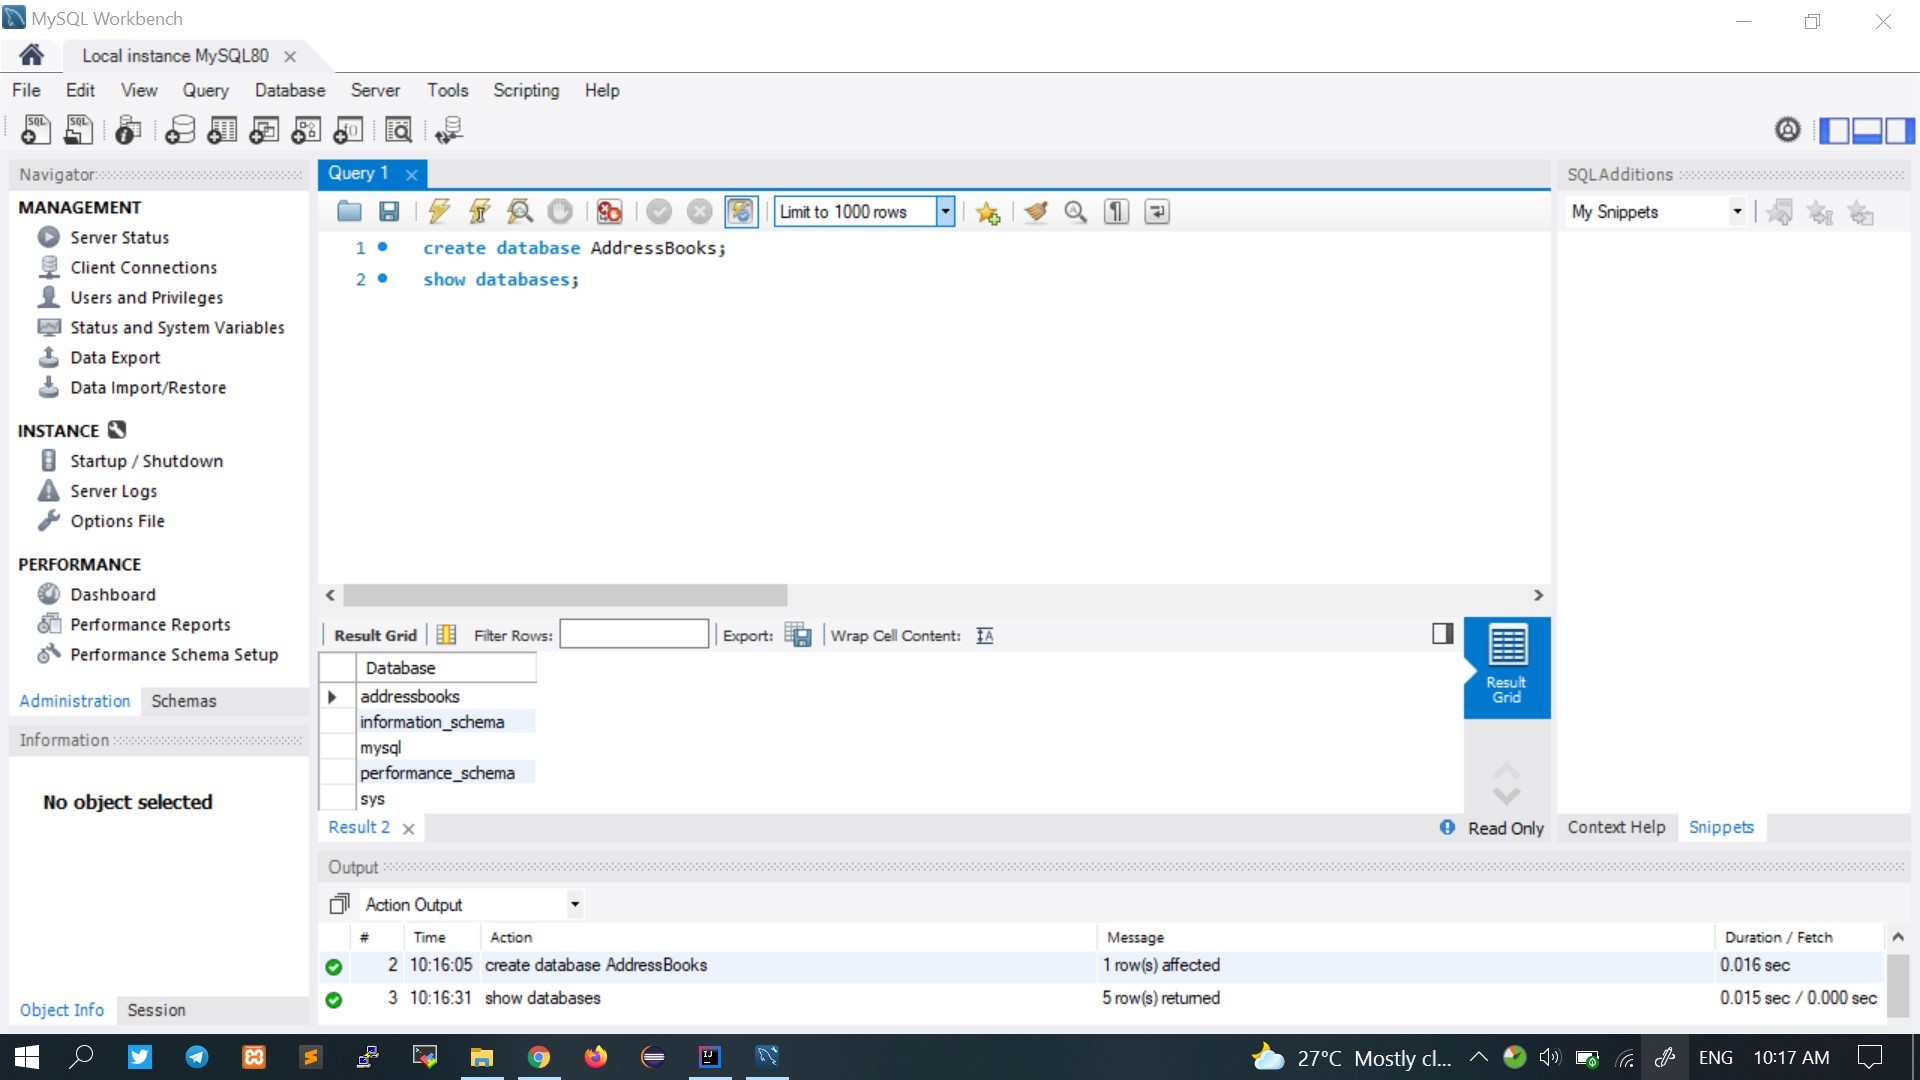 MySQL Workbench
Local instance MySQL80
File Edit View Query Database Server Tools Scripting Help
Navigator
MANAGEMENT
Server Status
Client Connections
Users and Privileges
Status and System Variables
Data Export
Data Import/Restore
INSTANCE
Startup / Shutdown
Server Logs
Options File
PERFORMANCE
Dashboard
Performance Reports
Performance Schema Setup
Administration Schemas
Information
No object selected
Object Info Session
Query 1
Limit to 1000 rows
1 create database AddressBooks;
2 show databases;
Result Grid Filter Rows: Export: Wrap Cell Content:
Database
addressbooks
information_schema
mysql
performance_schema
sys
Result
Grid
Result 2
Read Only
SQLAdditions
My Snippets
Context Help Snippets
Output
Action Output
# Time Action Message Duration / Fetch
2 10:16:05 create database AddressBooks 1 row(s) affected 0.016 sec
3 10:16:31 show databases 5 row(s) returned 0.015 sec / 0.000 sec
27°C Mostly cl... ENG 10:17 AM